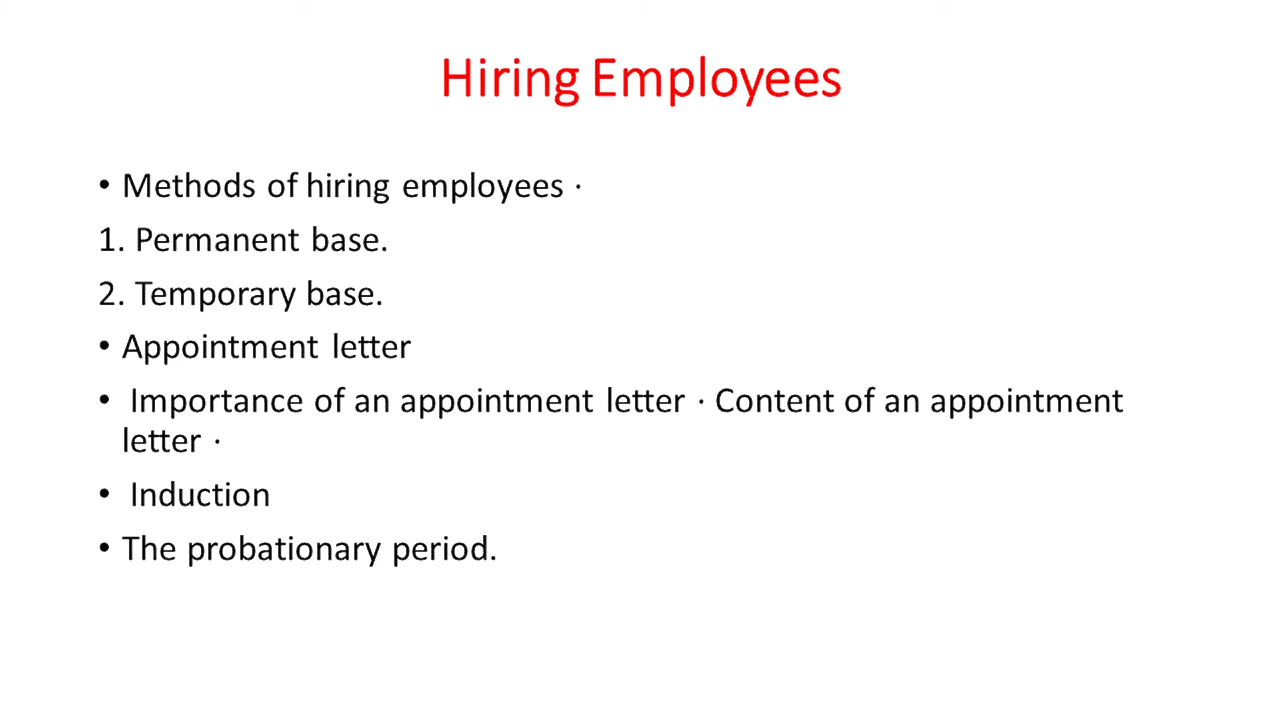 Hiring Employees
• Methods of hiring employees ·
1. Permanent base.
2. Temporary base.
• Appointment letter
• Importance of an appointment letter · Content of an appointment
letter ·
• Induction
• The probationary period.